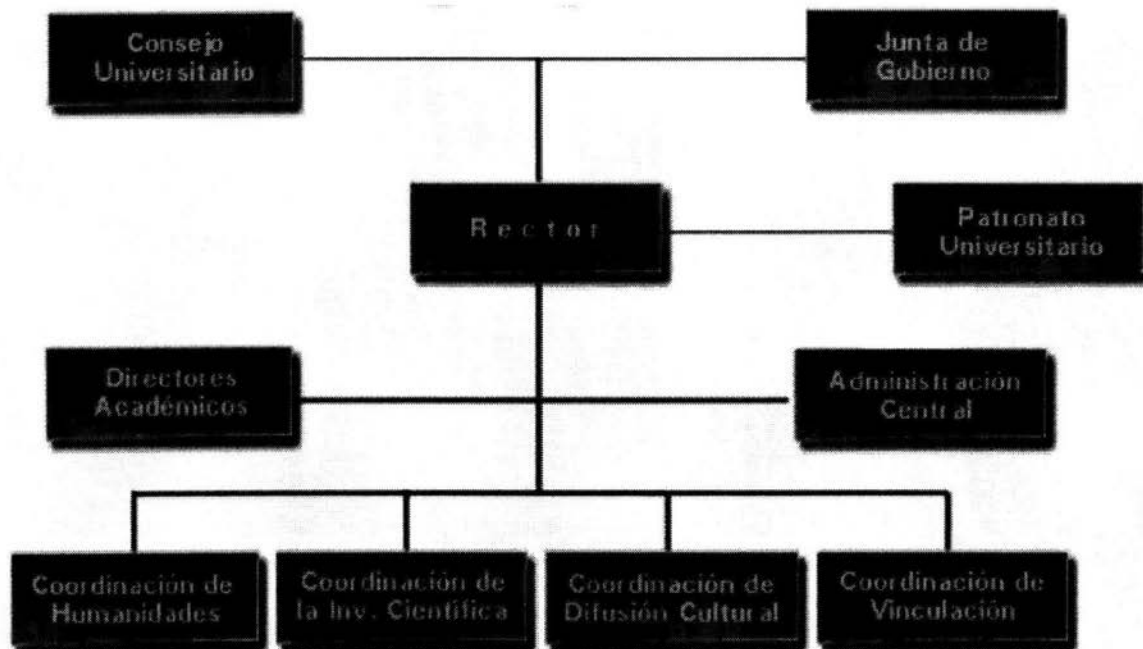 Consejo
Universitario
Junta de
Gobierno
Rector
Patronato
Universitario
Directores
Académicos
Administración
Central
Coordinación de
Humanidades
Coordinación de
la Inv. Científica
Coordinación de
Difusión Cultural
Coordinación de
Vinculación